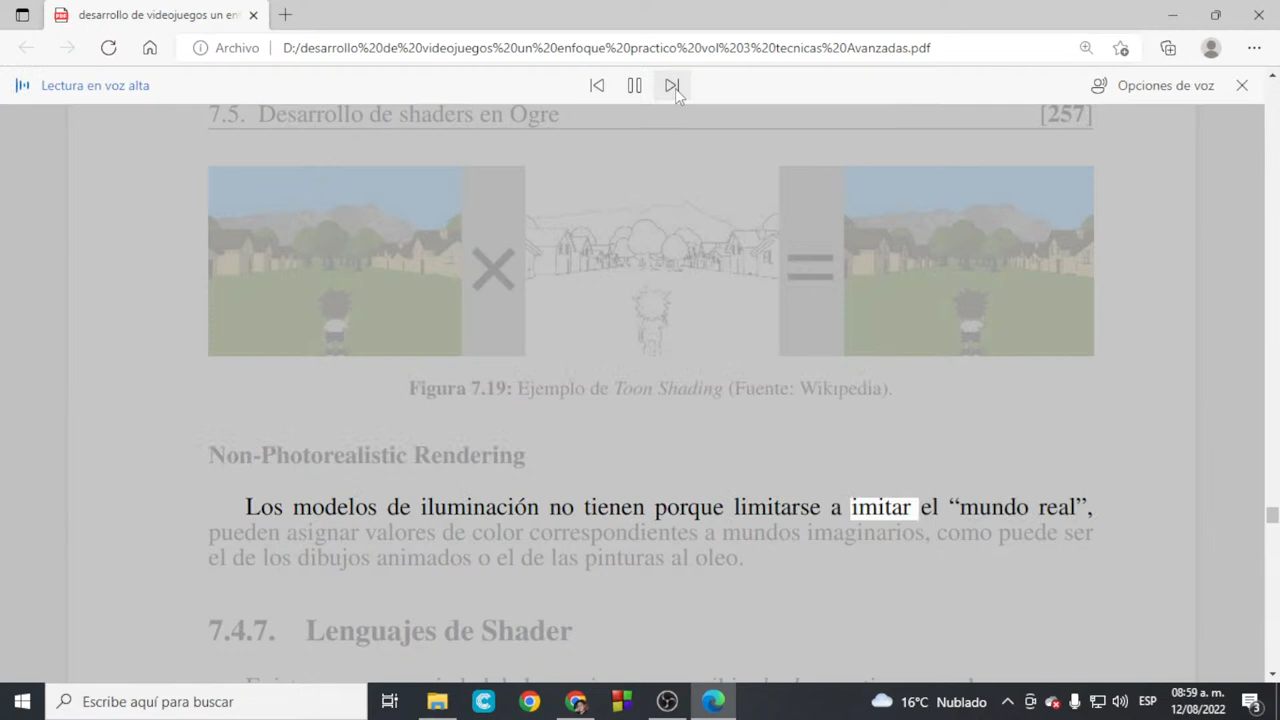 desarrollo de videojuegos un en
Archivo
D:/desarrollo%20de%20videojuegos%20un%20enfoque%20practico%20vol%203%20tecnicas%20Avanzadas.pdf
Lectura en voz alta
Opciones de voz
7.5. Desarrollo de shaders en Ogre [257]
Figura 7.19: Ejemplo de Toon Shading (Fuente: Wikipedia).
Non-Photorealistic Rendering
Los modelos de iluminación no tienen porque limitarse a imitar el “mundo real”,
pueden asignar valores de color correspondientes a mundos imaginarios, como puede ser
el de los dibujos animados o el de las pinturas al oleo.
7.4.7. Lenguajes de Shader
Escribe aquí para buscar
16°C Nublado
ESP
08:59 a. m.
12/08/2022
3